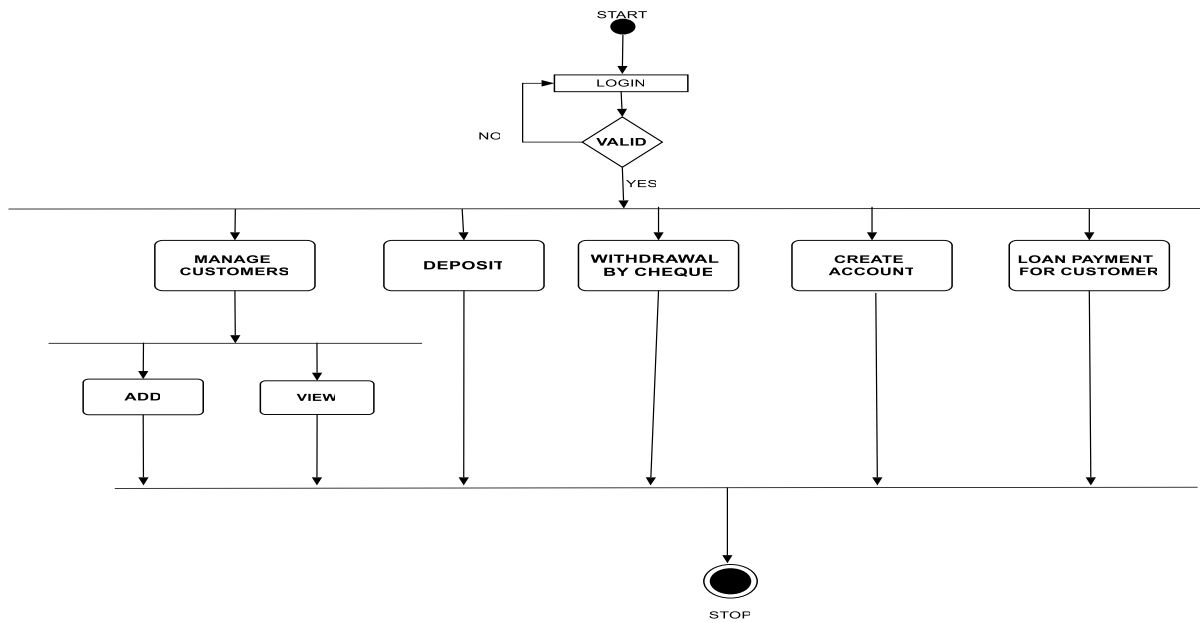 START
LOGIN
NO
VALID
YES
MANAGE
CUSTOMERS
DEPOSIT
WITHDRAWAL
BY CHEQUE
CREATE
ACCOUNT
LOAN PAYMENT
FOR CUSTOMER
ADD
VIEW
STOP